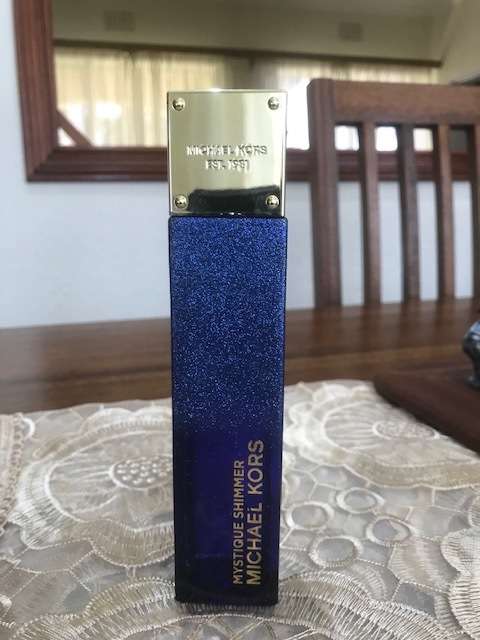 MICHAEL KORS
EST. 1981
MYSTIQUE SHIMMER
MICHAEL KORS